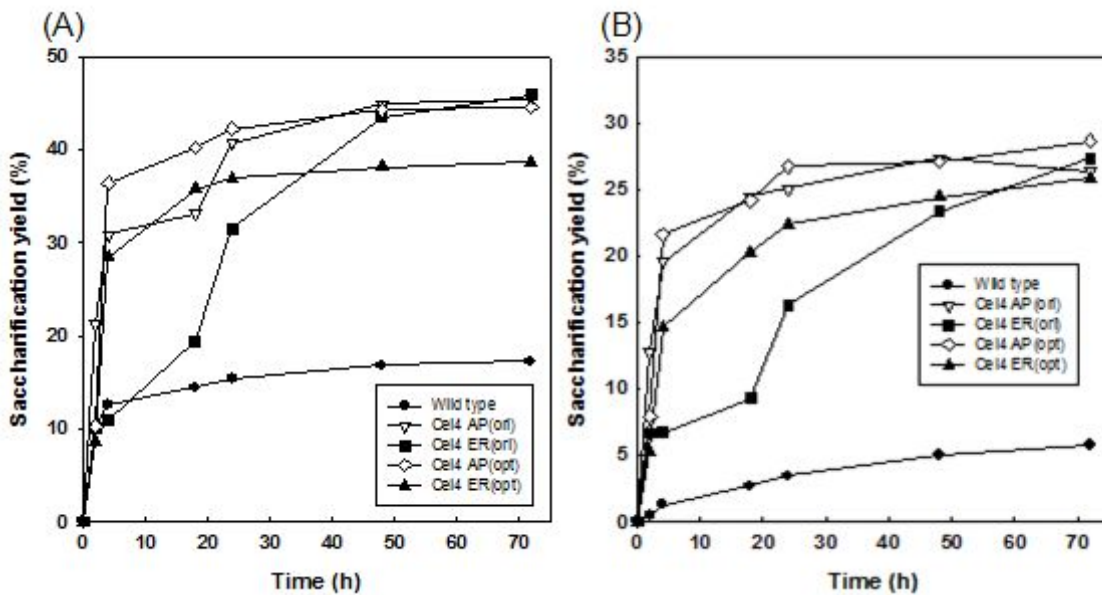 (A)
(B)
50
40
30
20
10
0
0 10 20 30 40 50 60 70
Saccharification yield (%)
Time (h)
Wild type
Cel4 AP(ori)
Cel4 ER(ori)
Cel4 AP(opt)
Cel4 ER(opt)
35
30
25
20
15
10
5
0
0 10 20 30 40 50 60 70
Saccharification yield (%)
Time (h)
Wild type
Cel4 AP(ori)
Cel4 ER(ori)
Cel4 AP(opt)
Cel4 ER(opt)